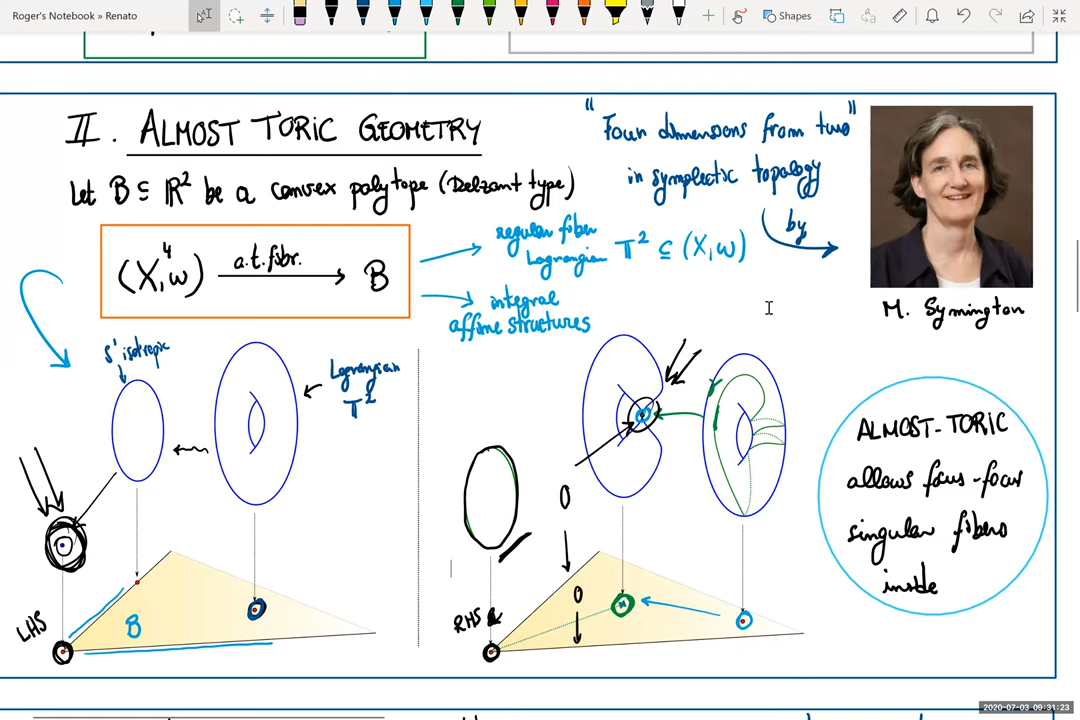 Roger's Notebook » Renato
Shapes
II. ALMOST TORIC GEOMETRY
Let B ⊆ ℝ² be a convex polytope (Delzant type)
"Four dimensions from two"
in symplectic topology
by
M. Symington
(X⁴, ω) a.t. fibr. → B
regular fiber
Lagrangian T² ⊆ (X, ω)
integral
affine structures
S¹ isotropic
Lagrangian
T²
LHS
B
γ
0
0
RHS
ALMOST-TORIC
allows focus-focus
singular fibers
inside
2020-07-03 09:31:23